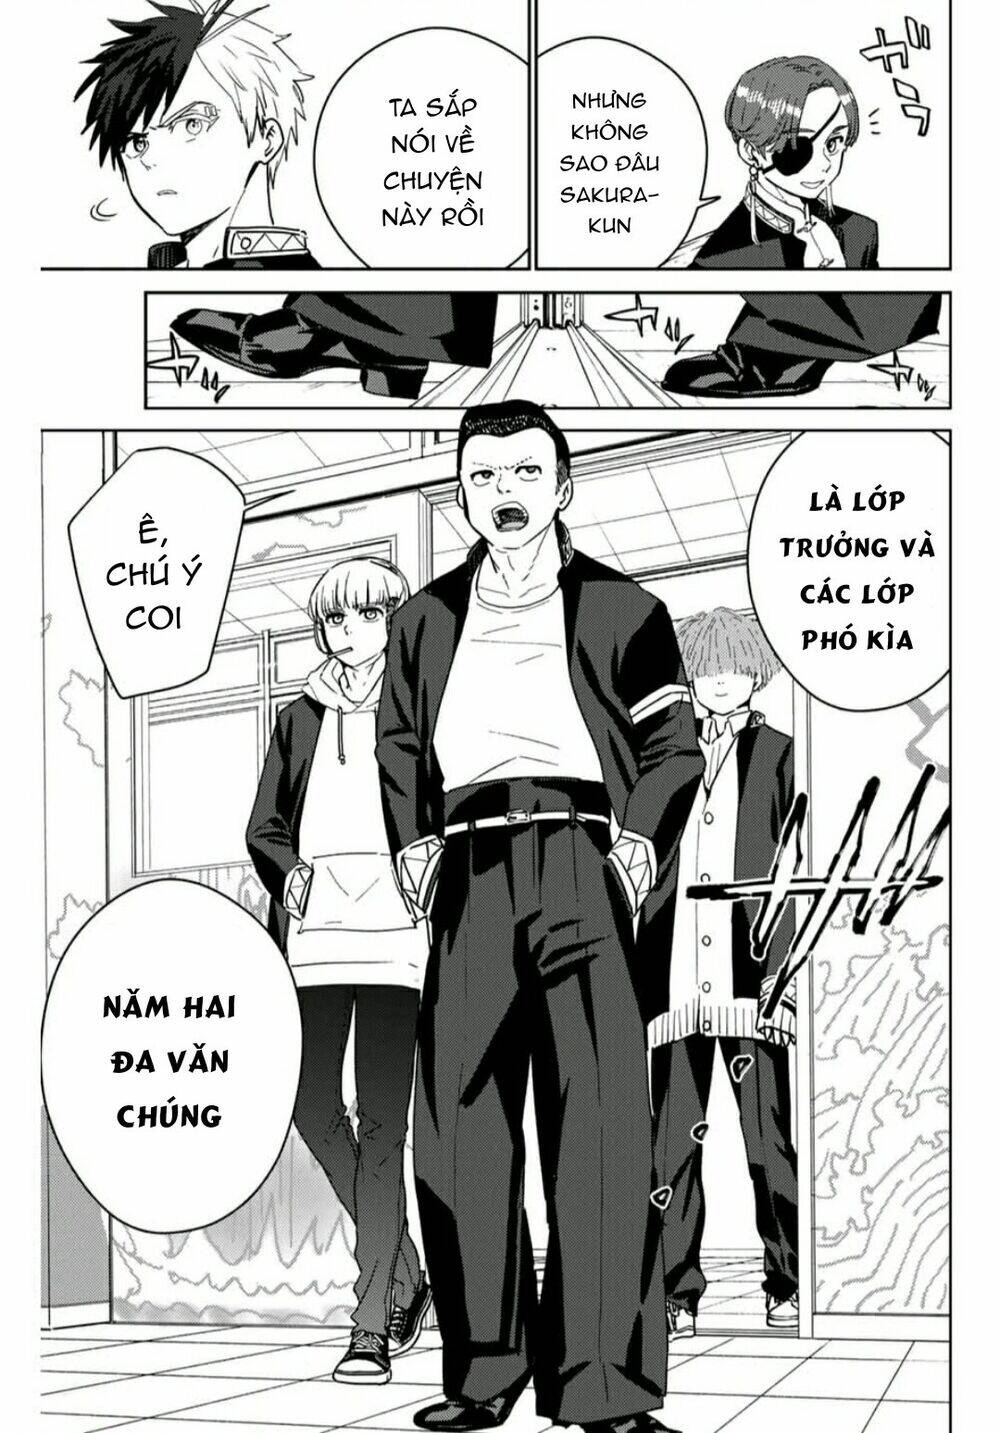 NHƯNG
KHÔNG
SAO ĐÂU
SAKURA-
KUN
TA SẮP
NÓI VỀ
CHUYỆN
NÀY RỒI
LÀ LỚP
TRƯỞNG VÀ
CÁC LỚP
PHÓ KÌA
Ê,
CHÚ Ý
COI
NĂM HAI
ĐA VĂN
CHÚNG